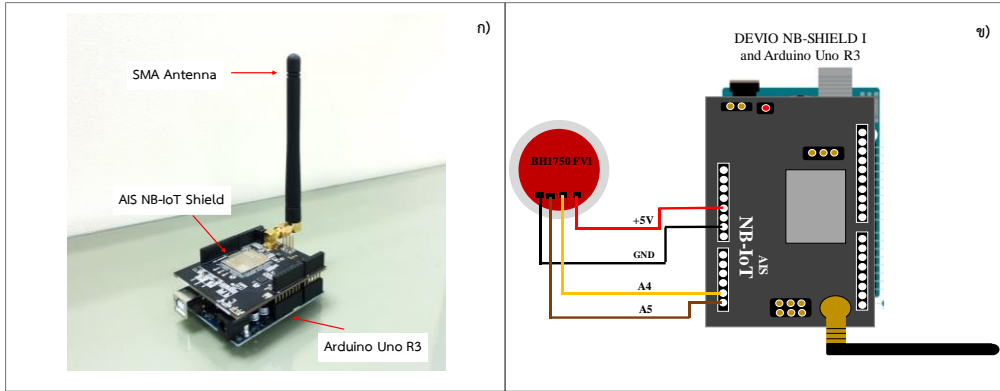 ก)
SMA Antenna
AIS NB-IoT Shield
Arduino Uno R3
ข)
DEVIO NB-SHIELD I
and Arduino Uno R3
BH1750 FVI
+5V
GND
A4
A5
AIS
NB-IoT